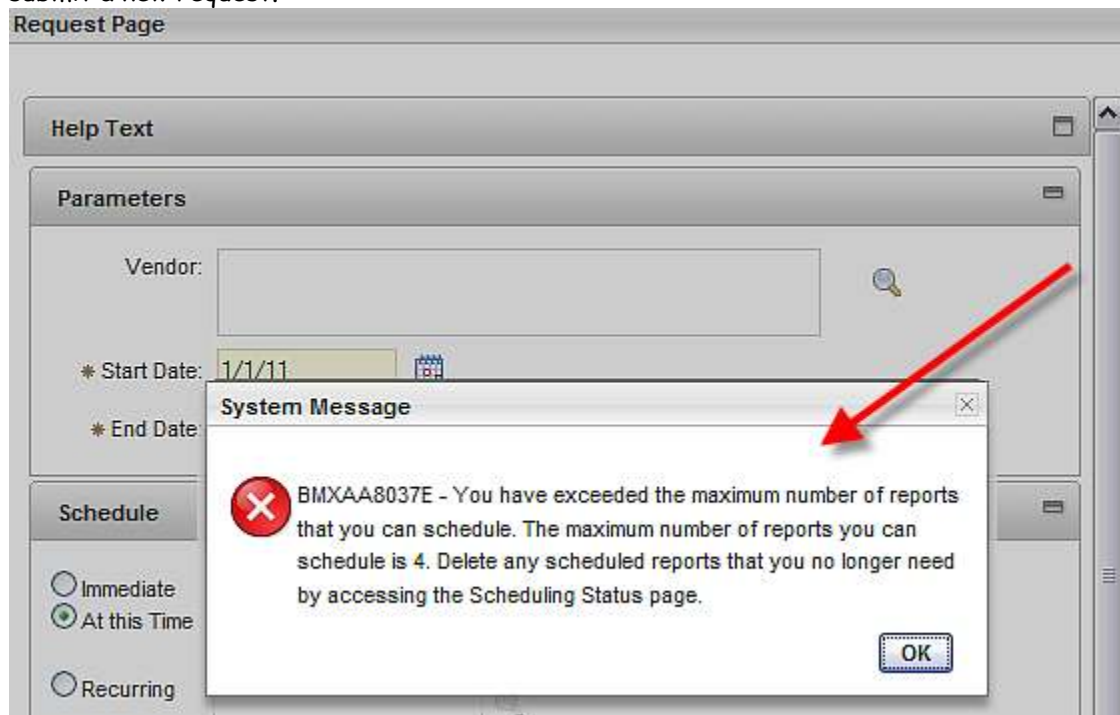 submit a new request.
Request Page
Help Text
Parameters
Vendor:
* Start Date: 1/1/11
* End Date
System Message
BMXAA8037E - You have exceeded the maximum number of reports
that you can schedule. The maximum number of reports you can
schedule is 4. Delete any scheduled reports that you no longer need
by accessing the Scheduling Status page.
OK
Schedule
Immediate
At this Time
Recurring